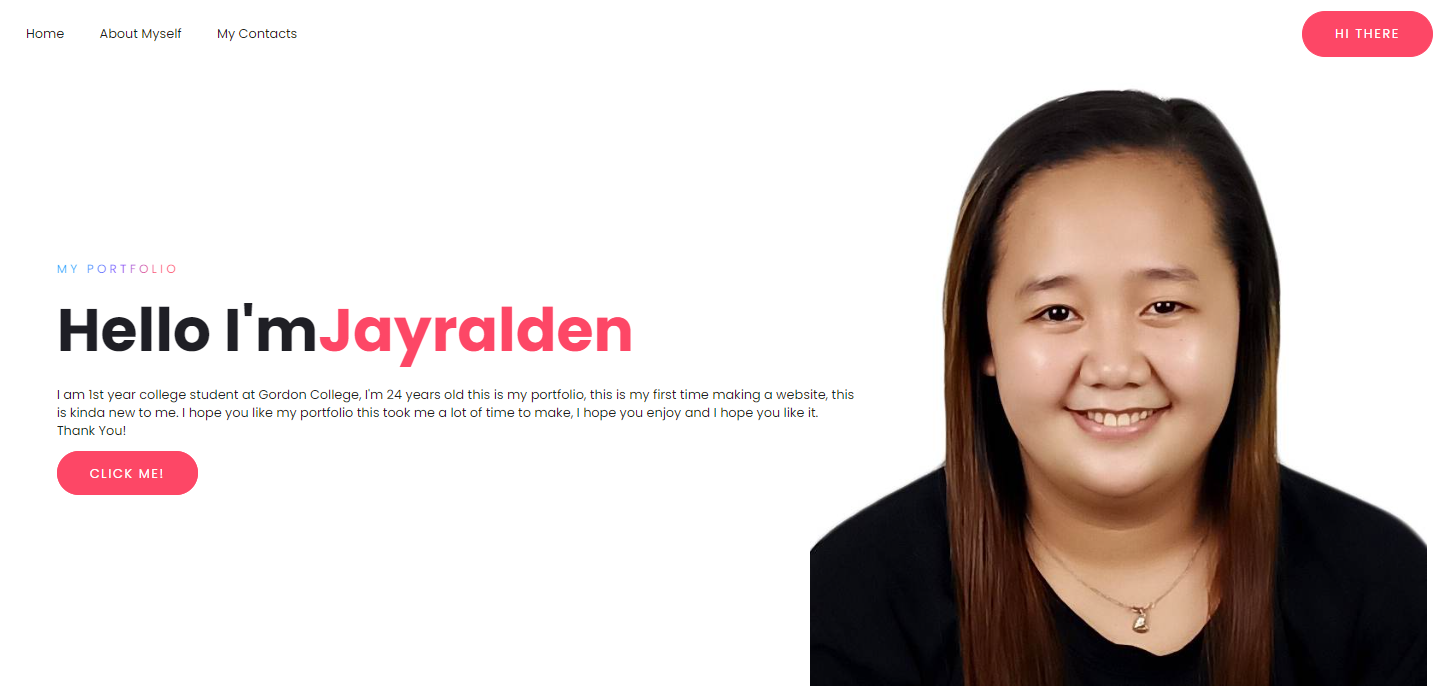 Home About Myself My Contacts HI THERE
MY PORTFOLIO
Hello I'mJayralden
I am 1st year college student at Gordon College, I'm 24 years old this is my portfolio, this is my first time making a website, this
is kinda new to me. I hope you like my portfolio this took me a lot of time to make, I hope you enjoy and I hope you like it.
Thank You!
CLICK ME!